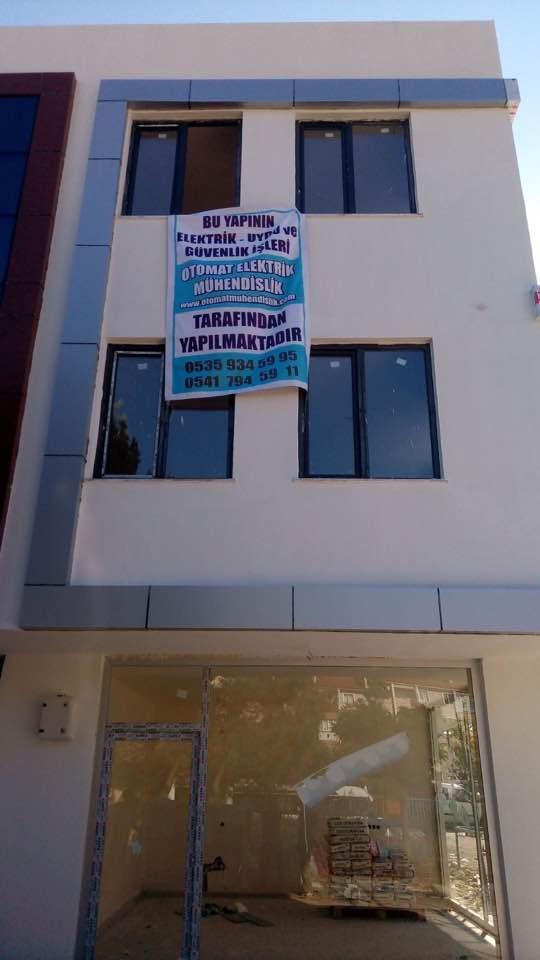 BU YAPININ
ELEKTRİK - UYDU ve
GÜVENLİK İŞLERİ
OTOMAT ELEKTRİK
MÜHENDİSLİK
www.otomatmuhendislik.com
TARAFINDAN
YAPILMAKTADIR
0535 934 59 95
0541 794 59 11